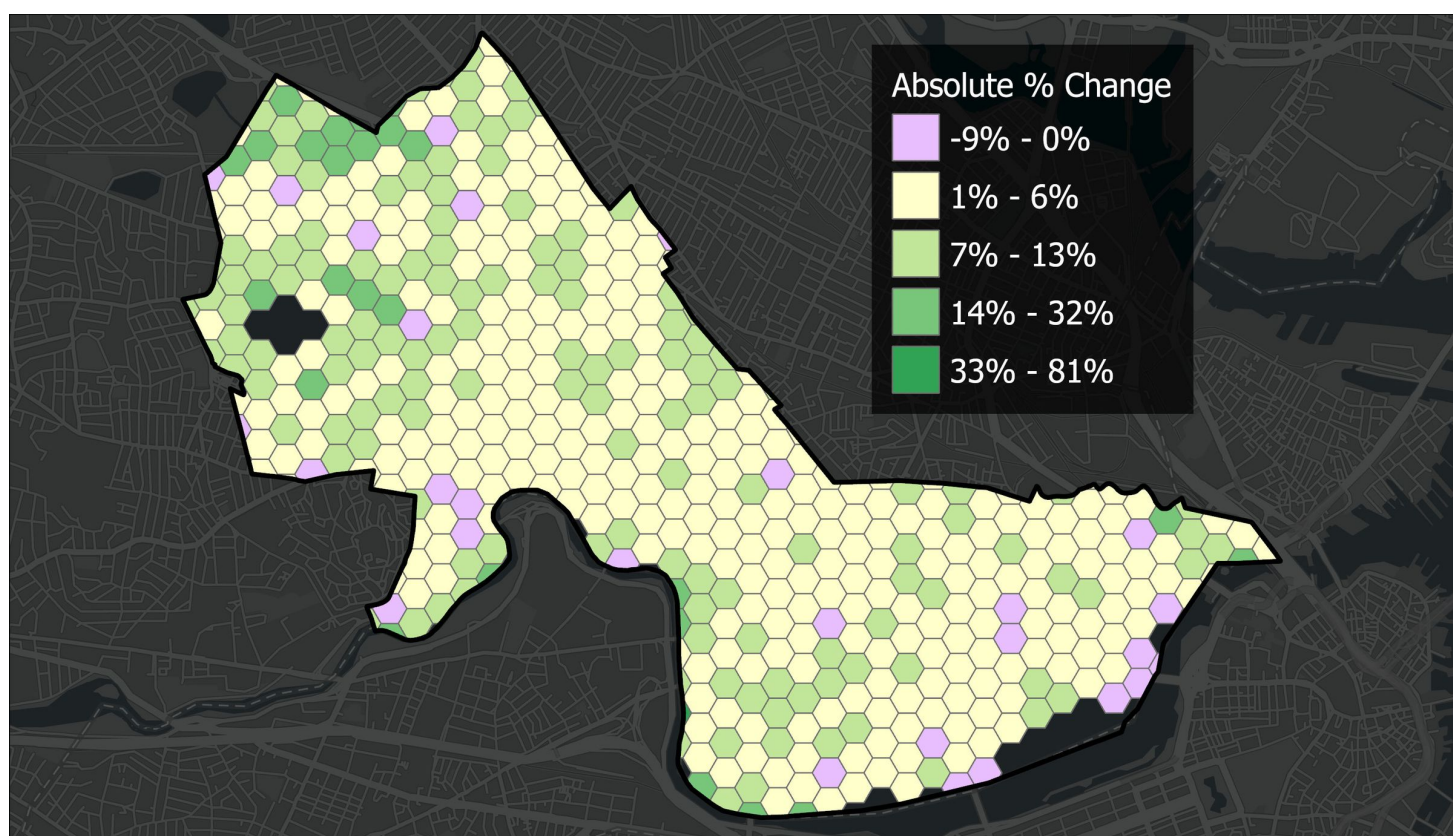 Absolute % Change
-9% - 0%
1% - 6%
7% - 13%
14% - 32%
33% - 81%